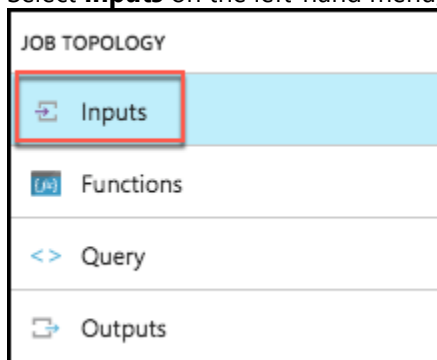 Select Inputs on the left-hand menu
JOB TOPOLOGY
Inputs
Functions
<> Query
Outputs